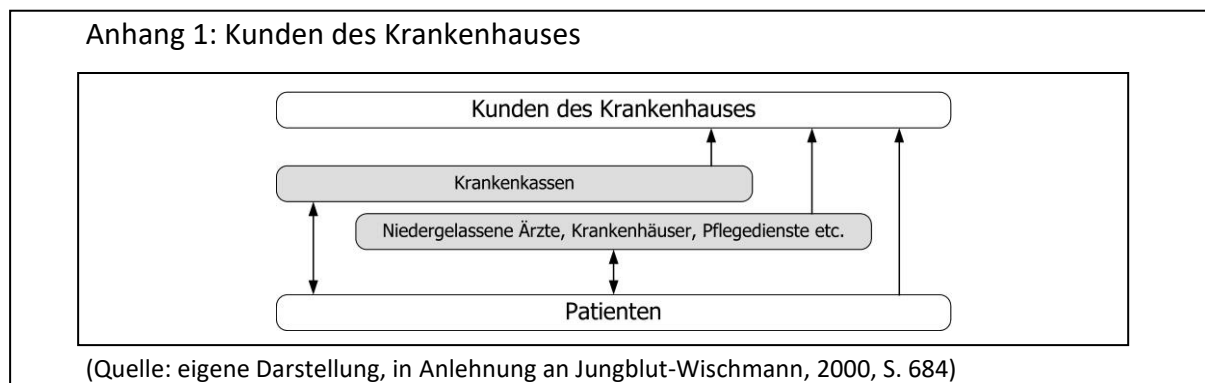 Anhang 1: Kunden des Krankenhauses
Kunden des Krankenhauses
Krankenkassen
Niedergelassene Ärzte, Krankenhäuser, Pflegedienste etc.
Patienten
(Quelle: eigene Darstellung, in Anlehnung an Jungblut-Wischmann, 2000, S. 684)